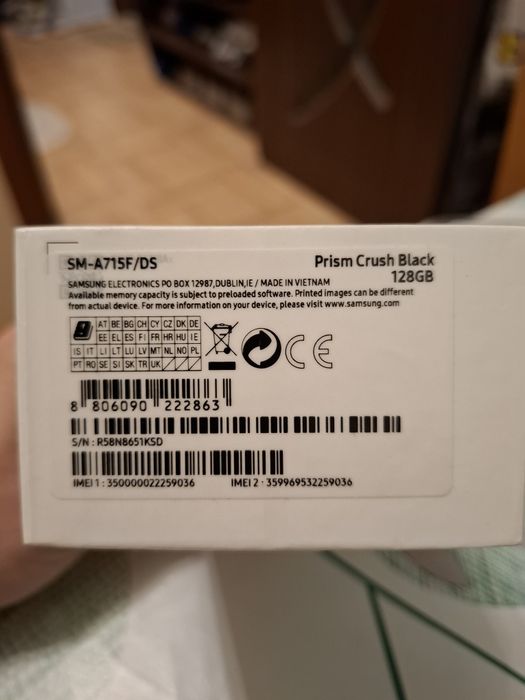 SM-A715F/DS
Prism Crush Black
128GB
SAMSUNG ELECTRONICS PO BOX 12987,DUBLIN,IE / MADE IN VIETNAM
Available memory capacity is subject to preloaded software. Printed images can be different
from actual device. For more information on your device, please visit www.samsung.com
AT BE BG CH CY CZ DK DE
EE EL ES FI FR HR HU IE
IS IT LI LT LU LV MT NL NO PL
PT RO SE SI SK TR UK
CE
8 806090 222863
S/N : R58N8651KSD
IMEI 1 : 350000022259036 IMEI 2 : 359969532259036